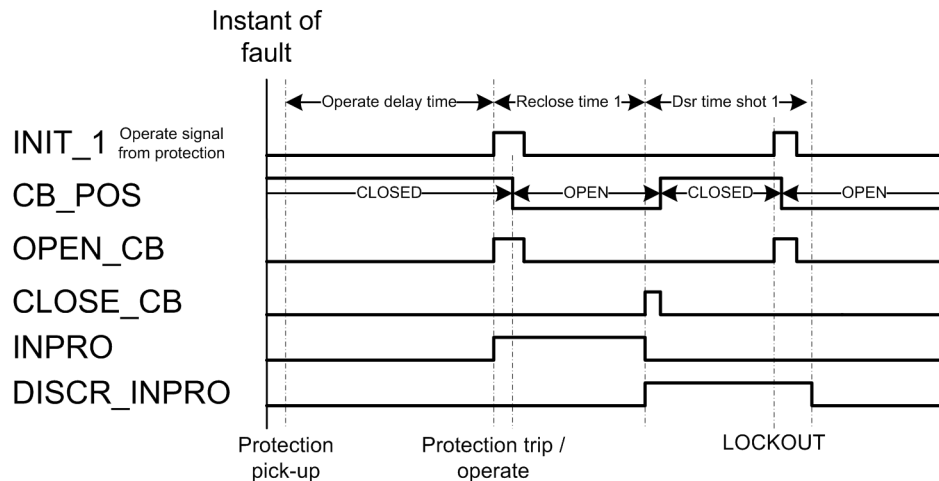 Instant of
fault
Operate delay time
Reclose time 1
Dsr time shot 1
INIT_1
Operate signal
from protection
CB_POS
CLOSED
OPEN
CLOSED
OPEN
OPEN_CB
CLOSE_CB
INPRO
DISCR_INPRO
Protection
pick-up
Protection trip /
operate
LOCKOUT